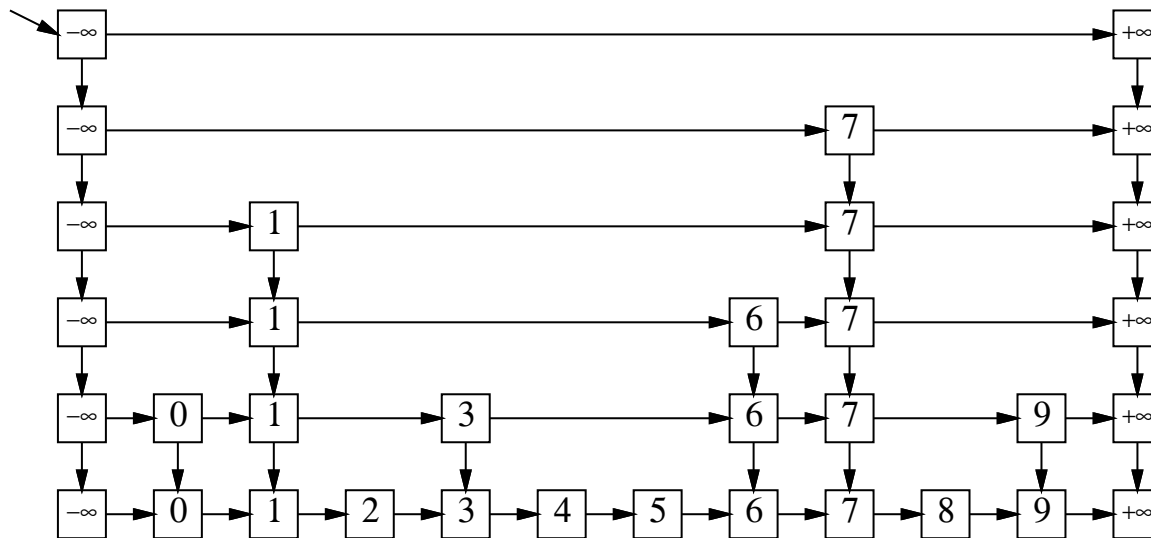 −∞ +∞
−∞ 7 +∞
−∞ 1 7 +∞
−∞ 1 6 7 +∞
−∞ 0 1 3 6 7 9 +∞
−∞ 0 1 2 3 4 5 6 7 8 9 +∞